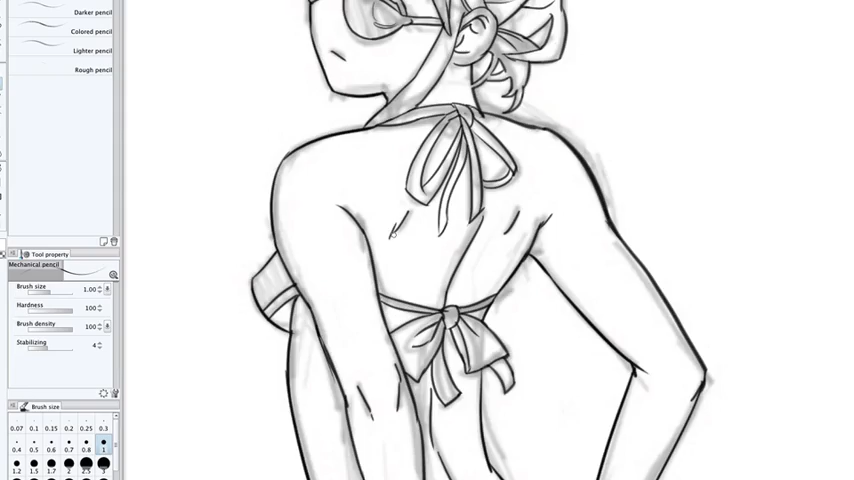 Darker pencil
Colored pencil
Lighter pencil
Rough pencil
Tool property
Mechanical pencil
Brush size 1.00
Hardness 100
Brush density 100
Stabilizing 4
Brush size
0.07 0.1 0.15 0.2 0.25 0.3
0.4 0.5 0.6 0.7 0.8 1
1.2 1.5 1.7 2 2.5 3